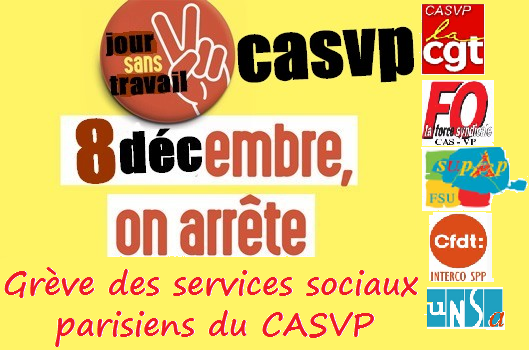 jour
sans
travail
casvp
8 décembre,
on arrête
Grève des services sociaux
parisiens du CASVP
CASVP
la
cgt
FO
la force syndicale
CAS - VP
supap
FSU
Cfdt:
INTERCO SPP
uNSa